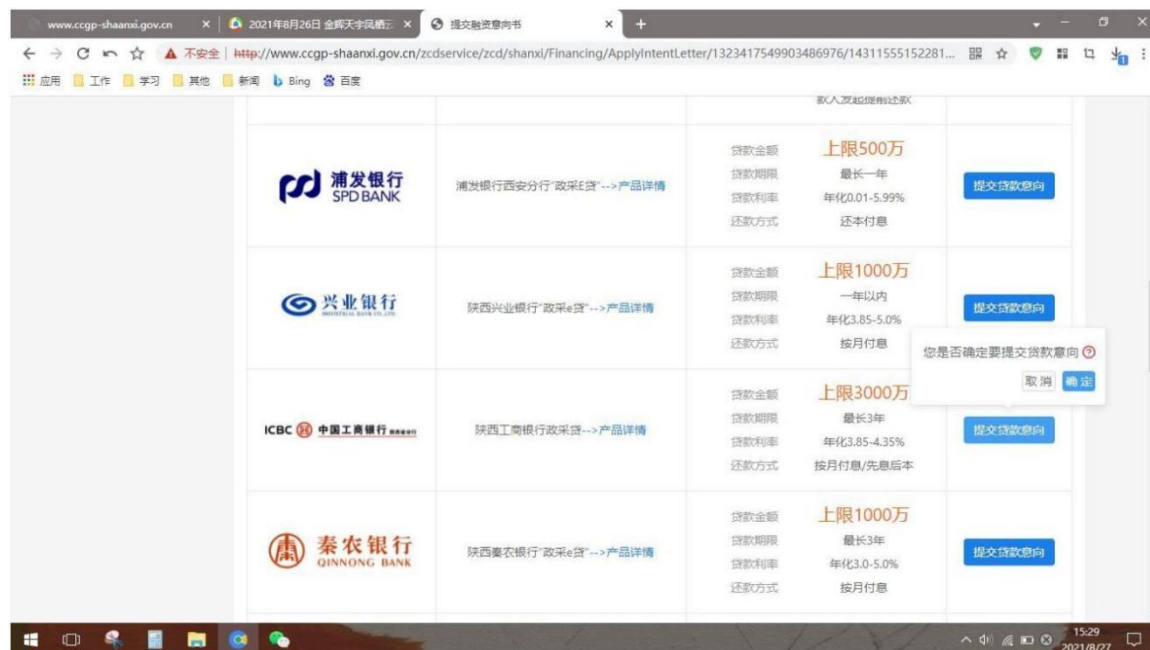 www.ccgp-shaanxi.gov.cn
2021年8月26日 金辉天宇凤栖云
提交融资意向书
不安全 | http://www.ccgp-shaanxi.gov.cn/zcdservice/zcd/shanxi/Financing/ApplyIntentLetter/1323417549903486976/14311555152281...
应用 工作 学习 其他 新闻 Bing 百度
款人发起提前还款
浦发银行
SPD BANK
浦发银行西安分行"政采E贷"-->产品详情
贷款金额 上限500万
贷款期限 最长一年
贷款利率 年化0.01-5.99%
还款方式 还本付息
提交贷款意向
兴业银行
INDUSTRIAL BANK CO.,LTD.
陕西兴业银行"政采e贷"-->产品详情
贷款金额 上限1000万
贷款期限 一年以内
贷款利率 年化3.85-5.0%
还款方式 按月付息
提交贷款意向
您是否确定要提交贷款意向
取消 确定
ICBC 中国工商银行
陕西工商银行政采贷-->产品详情
贷款金额 上限3000万
贷款期限 最长3年
贷款利率 年化3.85-4.35%
还款方式 按月付息/先息后本
提交贷款意向
秦农银行
QINNONG BANK
陕西秦农银行"政采e贷"-->产品详情
贷款金额 上限1000万
贷款期限 最长3年
贷款利率 年化3.0-5.0%
还款方式 按月付息
提交贷款意向
15:29
2021/8/27